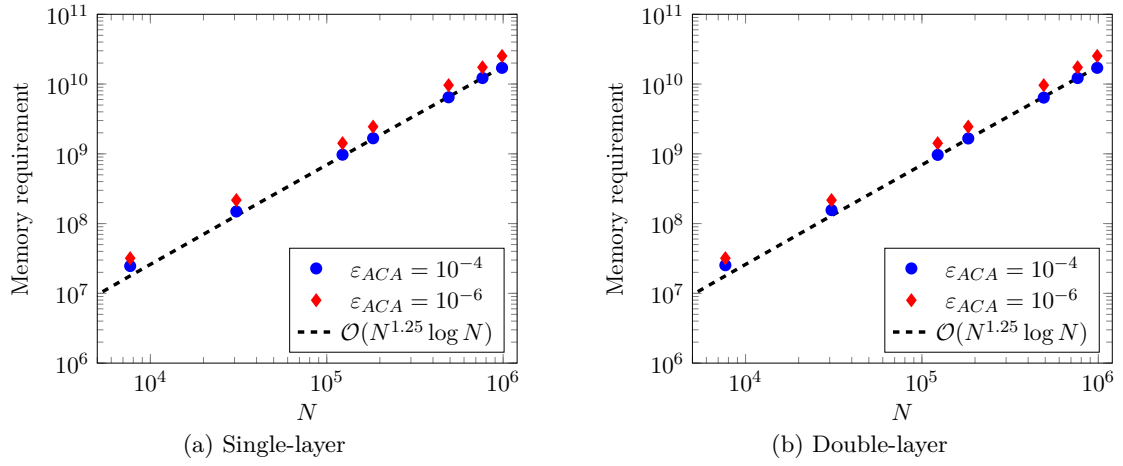 10^11
10^10
10^9
10^8
10^7
10^6
Memory requirement
ε_ACA = 10^−4
ε_ACA = 10^−6
O(N^1.25 log N)
10^4 10^5 10^6
N
(a) Single-layer
10^11
10^10
10^9
10^8
10^7
10^6
Memory requirement
ε_ACA = 10^−4
ε_ACA = 10^−6
O(N^1.25 log N)
10^4 10^5 10^6
N
(b) Double-layer